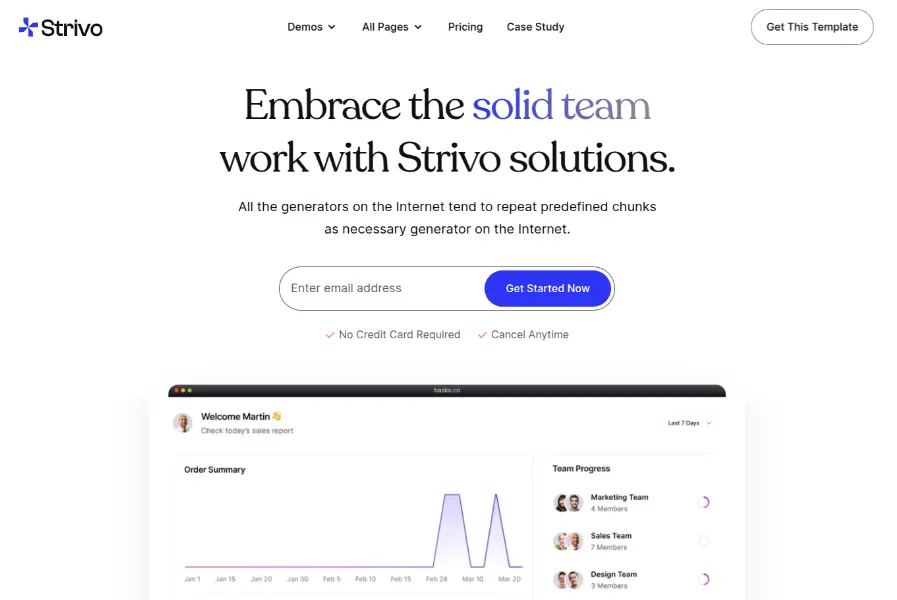 Strivo
Demos
All Pages
Pricing
Case Study
Get This Template
Embrace the solid team
work with Strivo solutions.
All the generators on the Internet tend to repeat predefined chunks
as necessary generator on the Internet.
Enter email address
Get Started Now
No Credit Card Required
Cancel Anytime
basko.co
Welcome Martin 👋
Check today's sales report
Last 7 Days
Order Summary
Jan 1 Jan 15 Jan 20 Jan 30 Feb 5 Feb 10 Feb 15 Feb 28 Mar 10 Mar 20
Team Progress
Marketing Team
4 Members
Sales Team
7 Members
Design Team
3 Members